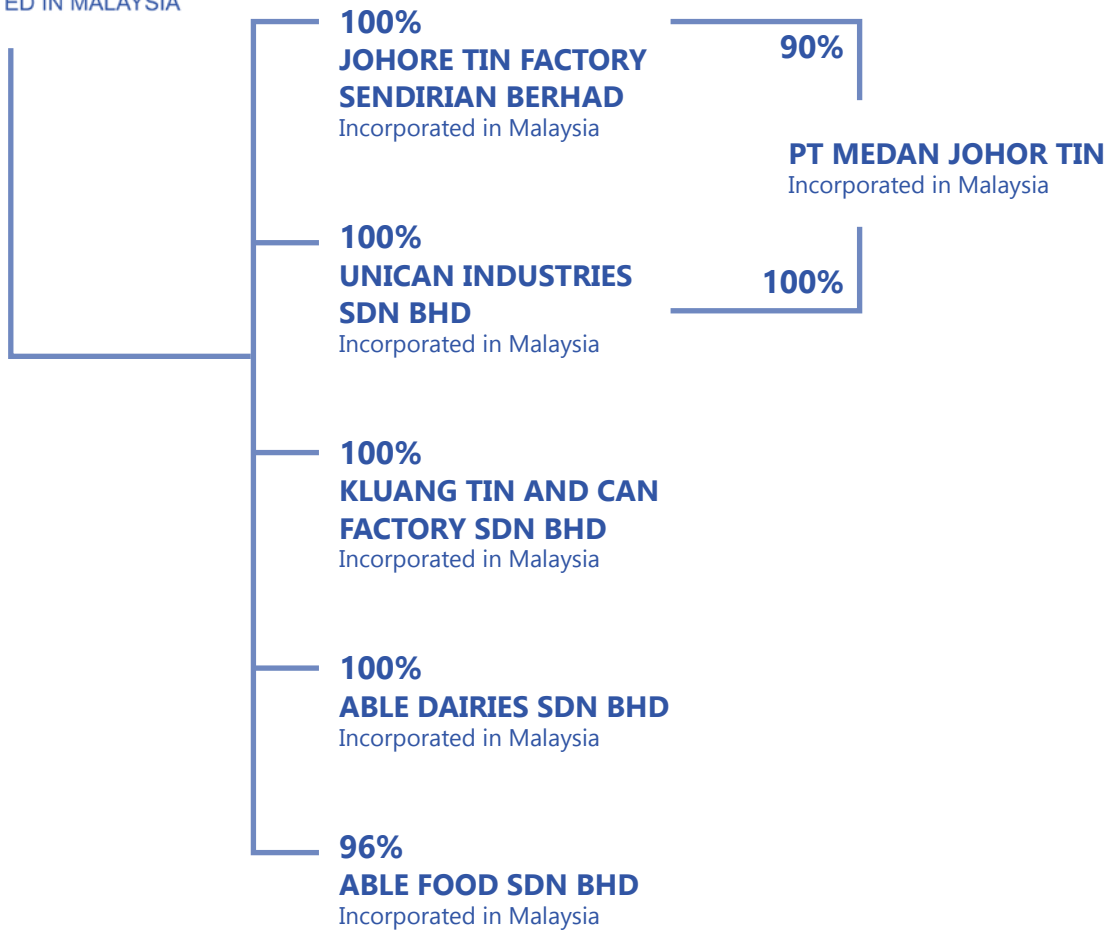 ED IN MALAYSIA
100%
JOHORE TIN FACTORY
SENDIRIAN BERHAD
Incorporated in Malaysia
90%
PT MEDAN JOHOR TIN
Incorporated in Malaysia
100%
UNICAN INDUSTRIES
SDN BHD
Incorporated in Malaysia
100%
100%
KLUANG TIN AND CAN
FACTORY SDN BHD
Incorporated in Malaysia
100%
ABLE DAIRIES SDN BHD
Incorporated in Malaysia
96%
ABLE FOOD SDN BHD
Incorporated in Malaysia